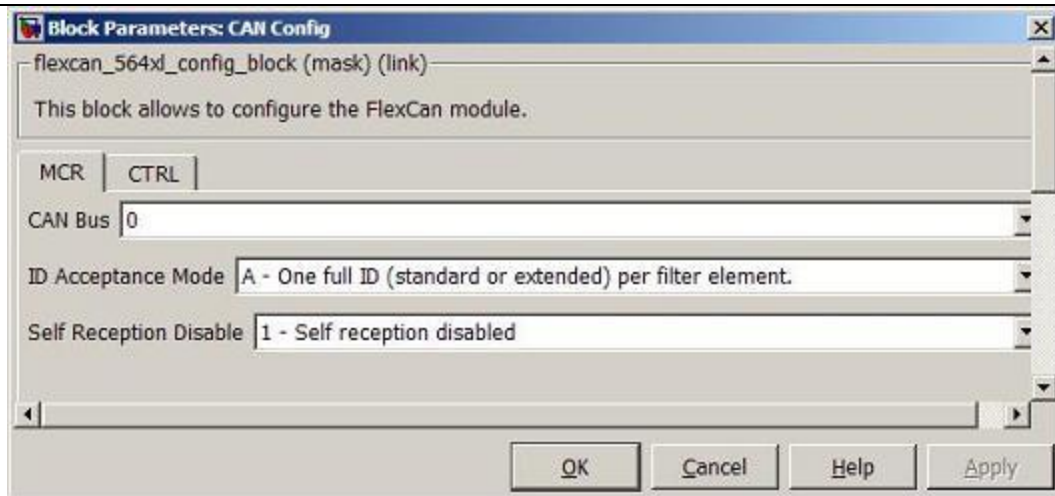 Block Parameters: CAN Config
flexcan_564xl_config_block (mask) (link)
This block allows to configure the FlexCan module.
MCR CTRL
CAN Bus 0
ID Acceptance Mode A - One full ID (standard or extended) per filter element.
Self Reception Disable 1 - Self reception disabled
OK Cancel Help Apply